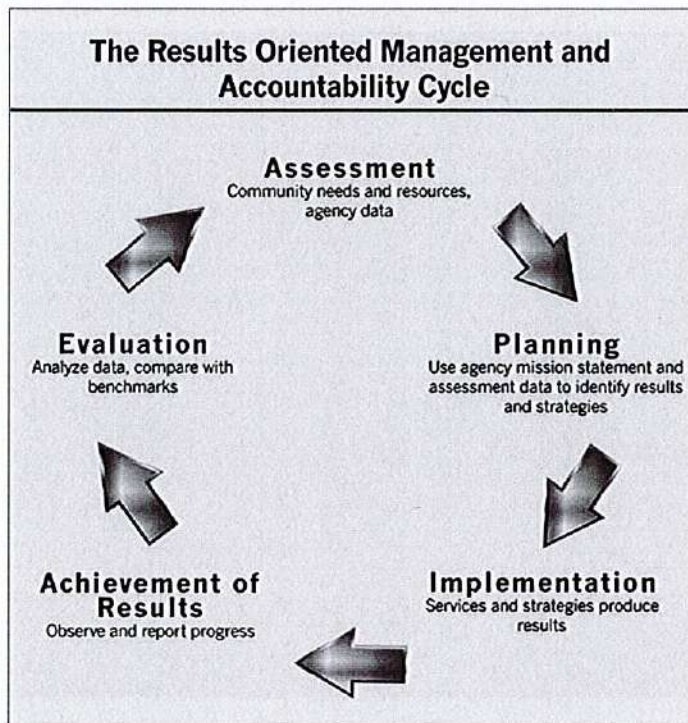 The Results Oriented Management and
Accountability Cycle
Assessment
Community needs and resources,
agency data
Planning
Use agency mission statement and
assessment data to identify results
and strategies
Implementation
Services and strategies produce
results
Achievement of
Results
Observe and report progress
Evaluation
Analyze data, compare with
benchmarks